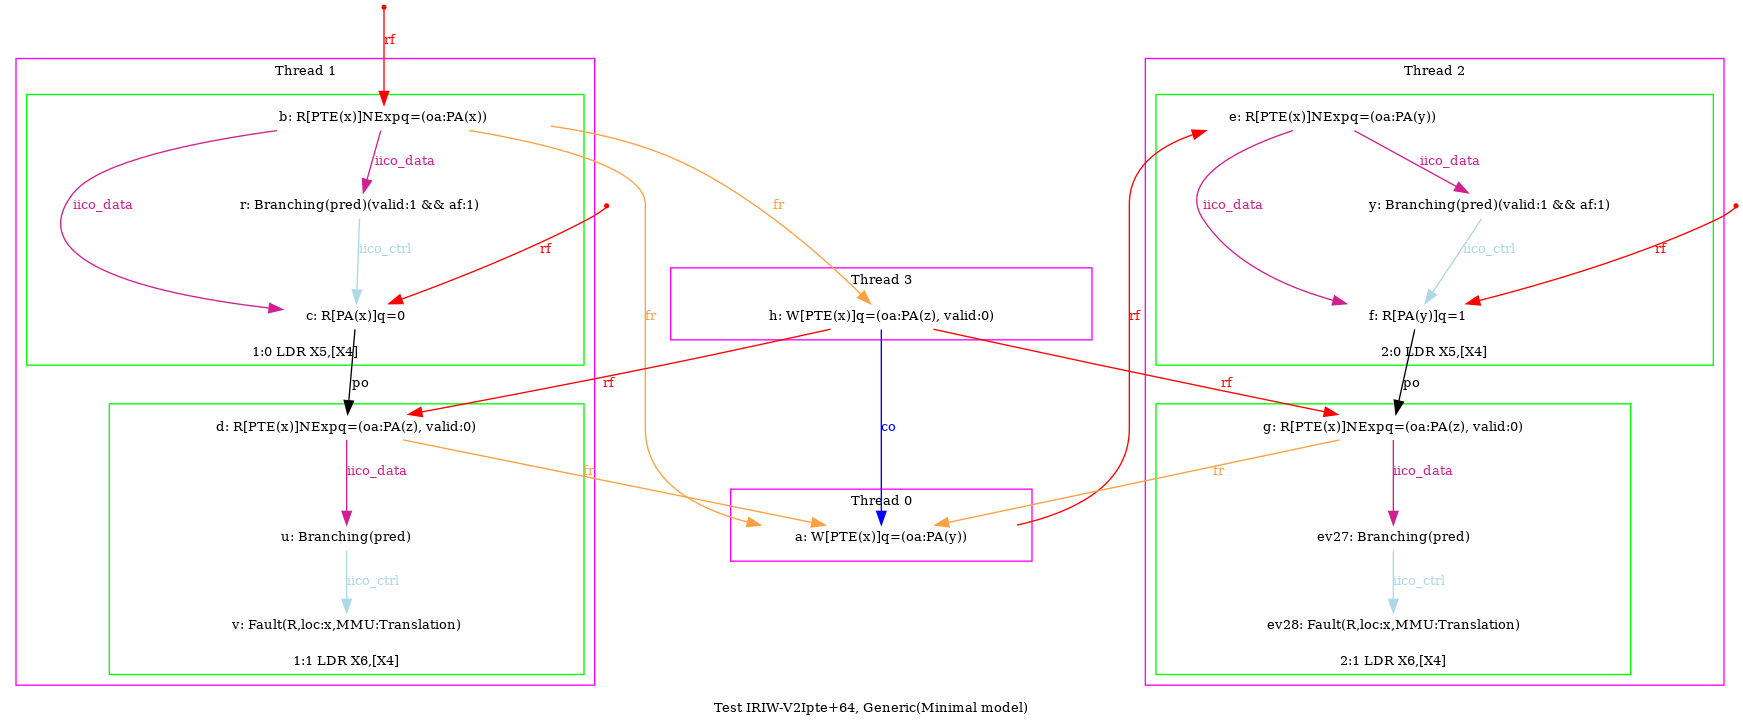 rf
Thread 1
Thread 2
b: R[PTE(x)]NExpq=(oa:PA(x))
e: R[PTE(x)]NExpq=(oa:PA(y))
iico_data
iico_data
iico_data
fr
iico_data
r: Branching(pred)(valid:1 && af:1)
y: Branching(pred)(valid:1 && af:1)
iico_ctrl
rf
iico_ctrl
rf
Thread 3
c: R[PA(x)]q=0
fr
h: W[PTE(x)]q=(oa:PA(z), valid:0)
rf
f: R[PA(y)]q=1
1:0 LDR X5,[X4]
2:0 LDR X5,[X4]
po
rf
rf
po
d: R[PTE(x)]NExpq=(oa:PA(z), valid:0)
co
g: R[PTE(x)]NExpq=(oa:PA(z), valid:0)
iico_data
fr
fr
iico_data
Thread 0
u: Branching(pred)
a: W[PTE(x)]q=(oa:PA(y))
ev27: Branching(pred)
iico_ctrl
iico_ctrl
v: Fault(R,loc:x,MMU:Translation)
ev28: Fault(R,loc:x,MMU:Translation)
1:1 LDR X6,[X4]
2:1 LDR X6,[X4]
Test IRIW-V2Ipte+64, Generic(Minimal model)